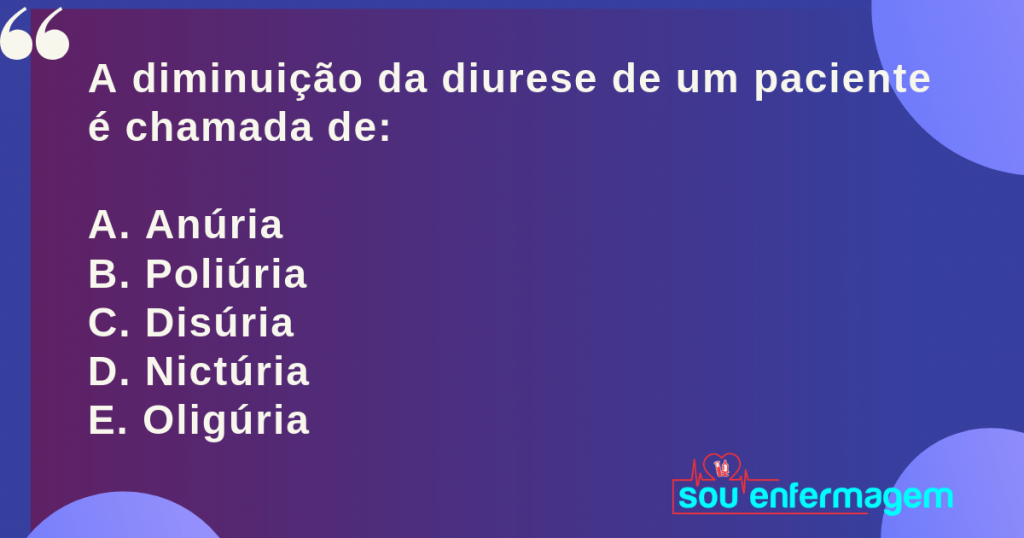 A diminuição da diurese de um paciente
é chamada de:
A. Anúria
B. Poliúria
C. Disúria
D. Nictúria
E. Oligúria
sou enfermagem